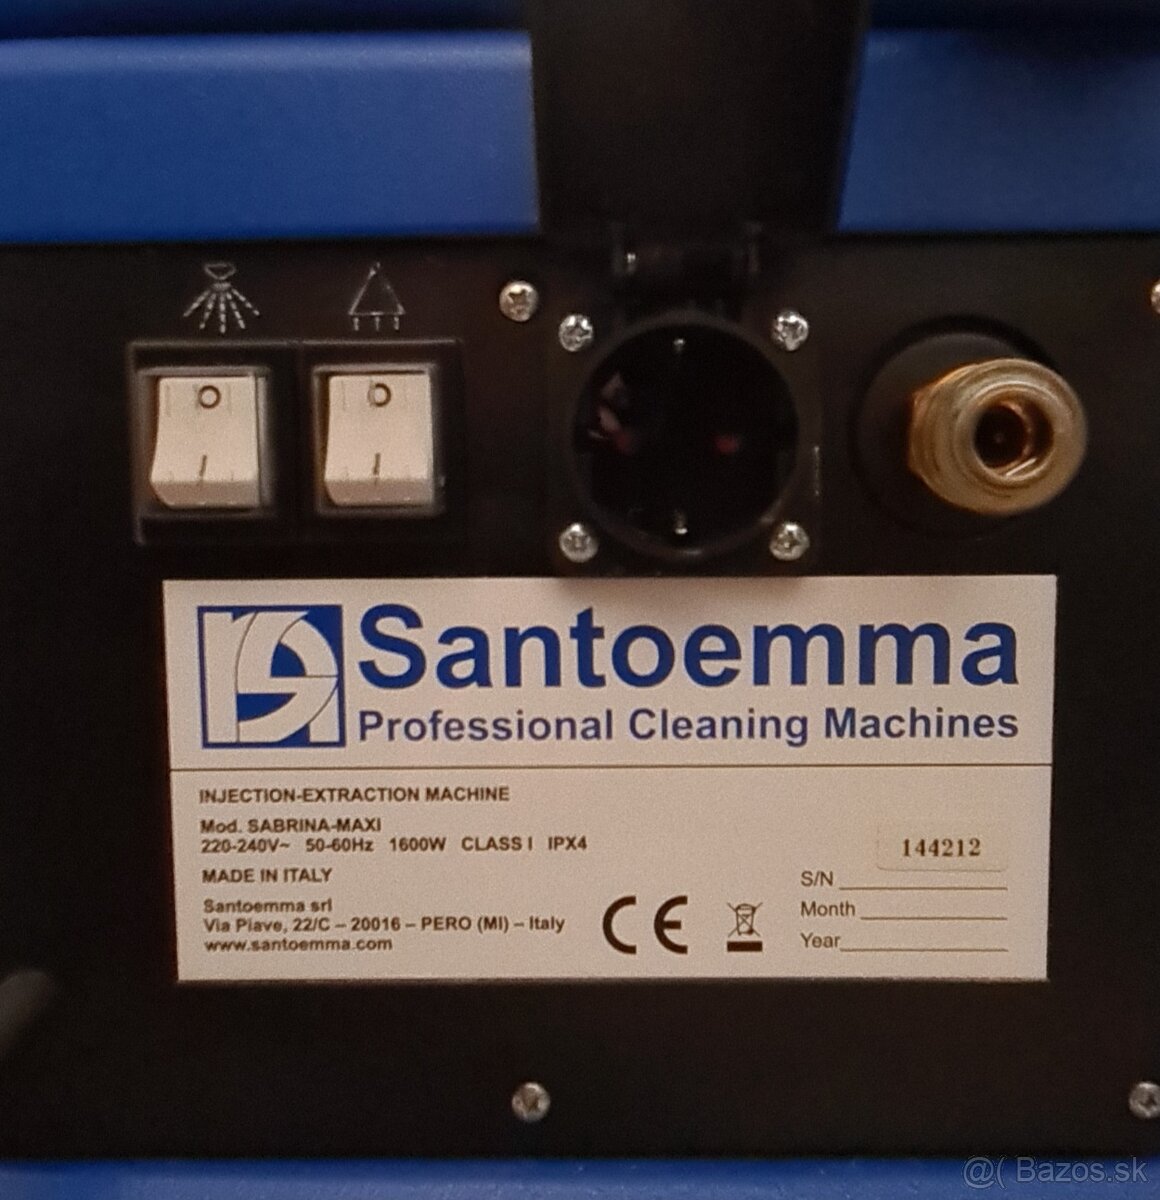 O O
I I
Santoemma
Professional Cleaning Machines
INJECTION-EXTRACTION MACHINE
Mod. SABRINA-MAXI
220-240V~ 50-60Hz 1600W CLASS I IPX4
MADE IN ITALY
Santoemma srl
Via Piave, 22/C – 20016 – PERO (MI) – Italy
www.santoemma.com
CE
144212
S/N
Month
Year
@( Bazos.sk